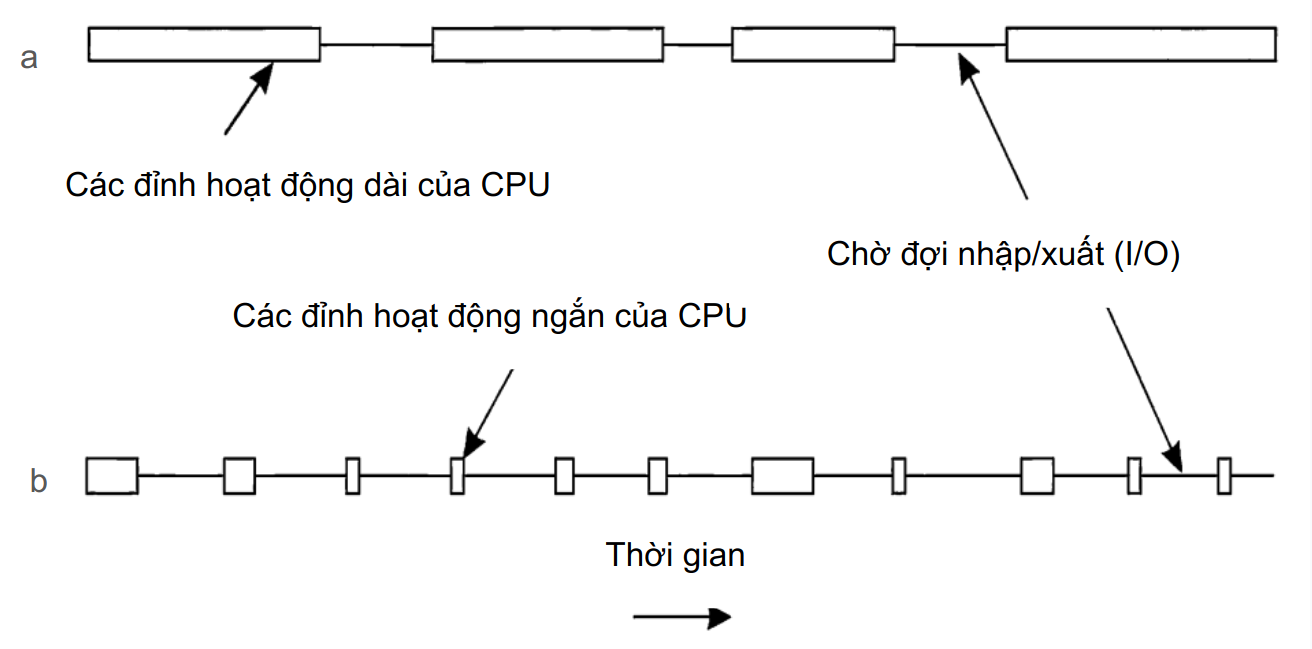 a
Các đỉnh hoạt động dài của CPU
Chờ đợi nhập/xuất (I/O)
Các đỉnh hoạt động ngắn của CPU
b
Thời gian